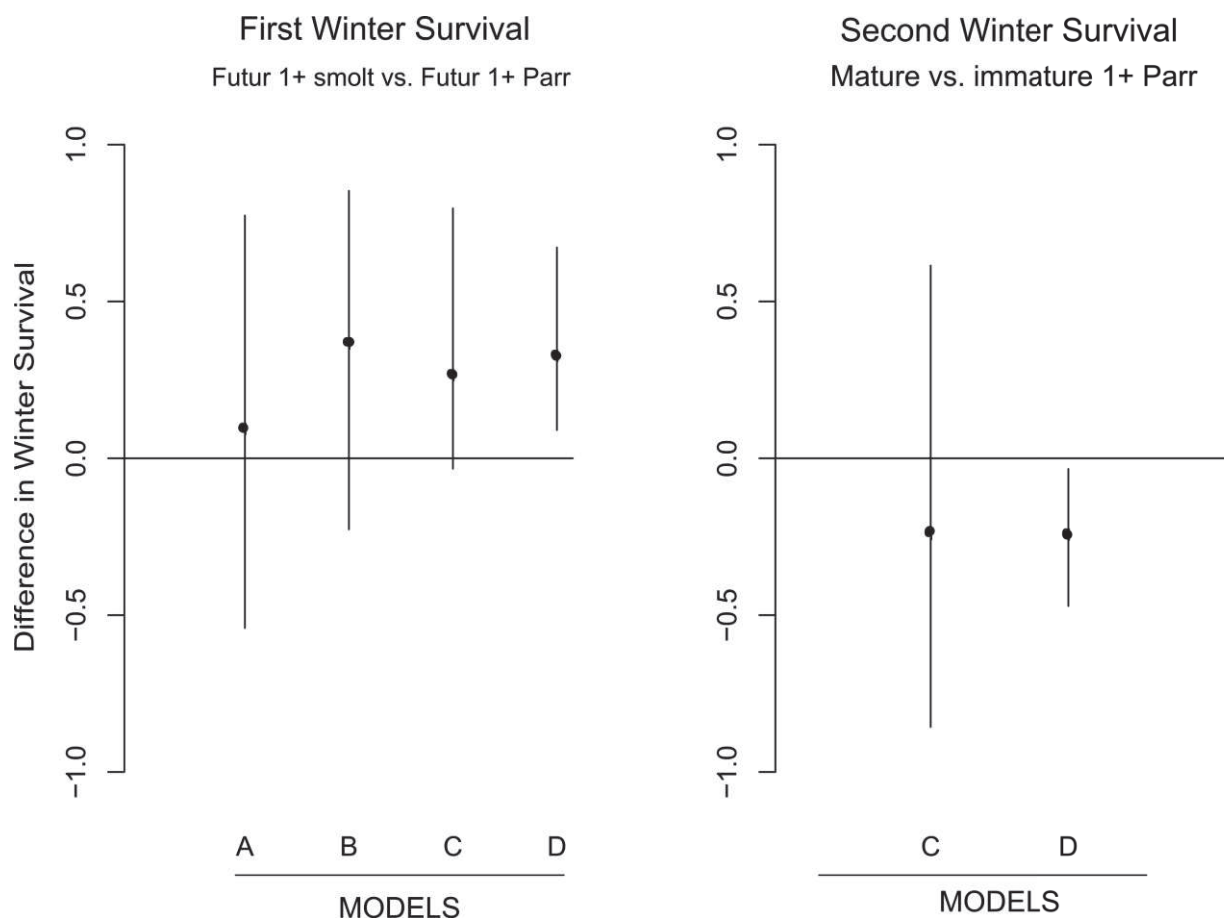 First Winter Survival
Futur 1+ smolt vs. Futur 1+ Parr
Difference in Winter Survival
1.0
0.5
0.0
−0.5
−1.0
A B C D
MODELS
Second Winter Survival
Mature vs. immature 1+ Parr
1.0
0.5
0.0
−0.5
−1.0
C D
MODELS